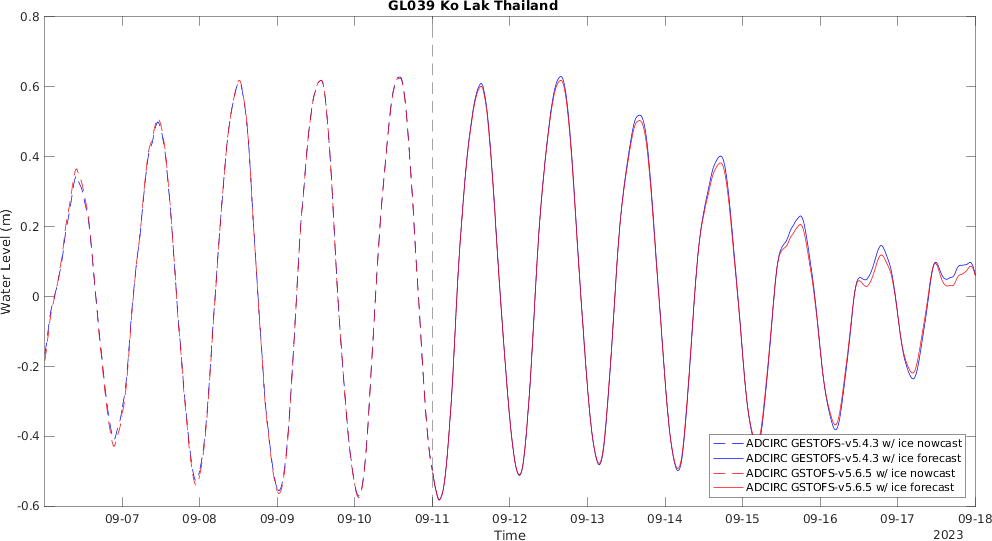 GL039 Ko Lak Thailand
0.8
0.6
0.4
0.2
0
-0.2
-0.4
-0.6
Water Level (m)
ADCIRC GESTOFS-v5.4.3 w/ ice nowcast
ADCIRC GESTOFS-v5.4.3 w/ ice forecast
ADCIRC GSTOFS-v5.6.5 w/ ice nowcast
ADCIRC GSTOFS-v5.6.5 w/ ice forecast
09-07 09-08 09-09 09-10 09-11 09-12 09-13 09-14 09-15 09-16 09-17 09-18
Time
2023